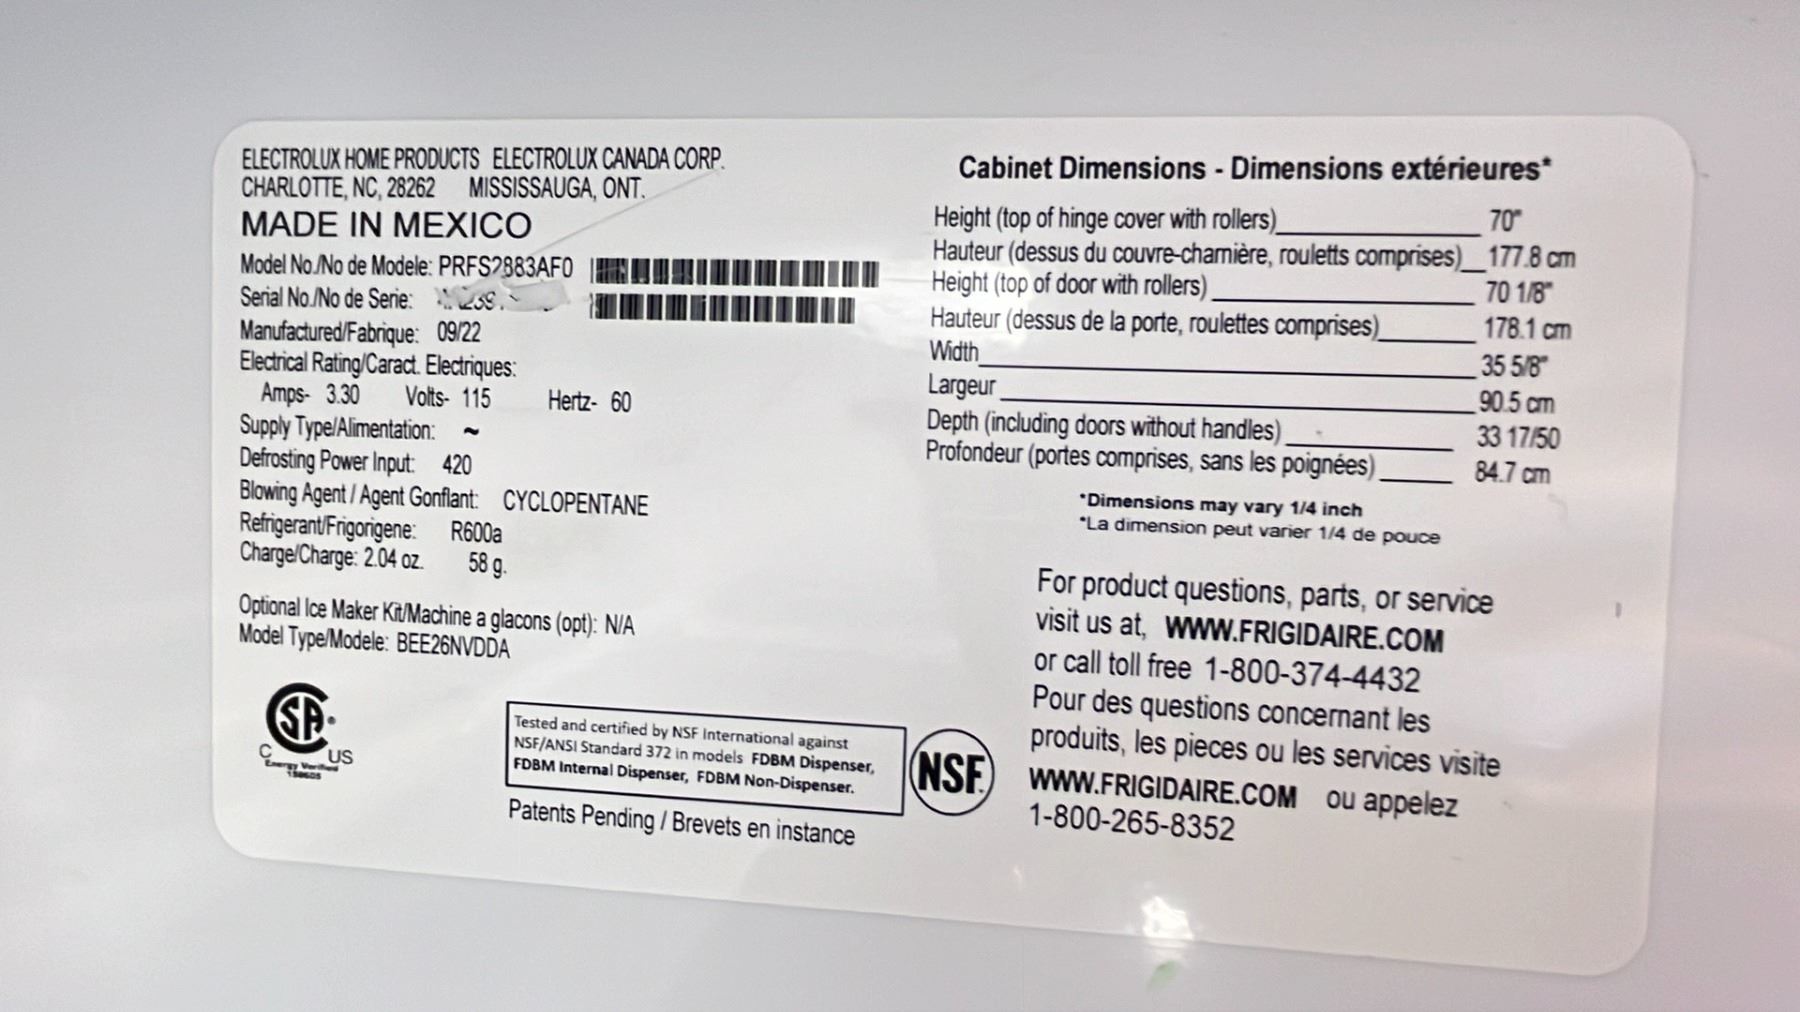 ELECTROLUX HOME PRODUCTS ELECTROLUX CANADA CORP.
CHARLOTTE, NC, 28262 MISSISSAUGA, ONT.
MADE IN MEXICO
Model No./No de Modele: PRFS2883AF0
Serial No./No de Serie:
Manufactured/Fabrique: 09/22
Electrical Rating/Caract. Electriques:
Amps- 3.30 Volts- 115 Hertz- 60
Supply Type/Alimentation: ~
Defrosting Power Input: 420
Blowing Agent / Agent Gonflant: CYCLOPENTANE
Refrigerant/Frigorigene: R600a
Charge/Charge: 2.04 oz. 58 g.
Optional Ice Maker Kit/Machine a glacons (opt): N/A
Model Type/Modele: BEE26NVDDA
SA
C US
Energy Verified
Tested and certified by NSF International against
NSF/ANSI Standard 372 in models FDBM Dispenser,
FDBM Internal Dispenser, FDBM Non-Dispenser.
NSF.
Patents Pending / Brevets en instance
Cabinet Dimensions - Dimensions extérieures*
Height (top of hinge cover with rollers) 70"
Hauteur (dessus du couvre-charnière, rouletts comprises) 177.8 cm
Height (top of door with rollers) 70 1/8"
Hauteur (dessus de la porte, roulettes comprises) 178.1 cm
Width 35 5/8"
Largeur 90.5 cm
Depth (including doors without handles) 33 17/50
Profondeur (portes comprises, sans les poignées) 84.7 cm
*Dimensions may vary 1/4 inch
*La dimension peut varier 1/4 de pouce
For product questions, parts, or service
visit us at, WWW.FRIGIDAIRE.COM
or call toll free 1-800-374-4432
Pour des questions concernant les
produits, les pieces ou les services visite
WWW.FRIGIDAIRE.COM ou appelez
1-800-265-8352